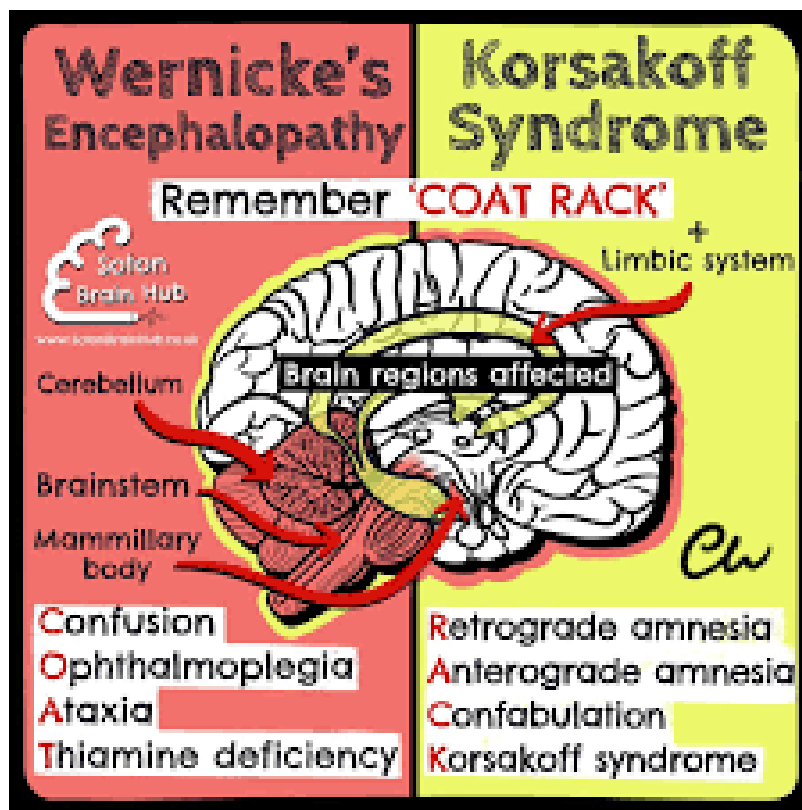 Wernicke's
Encephalopathy
Korsakoff
Syndrome
Remember 'COAT RACK'
Soton
Brain Hub
+
Limbic system
Brain regions affected
Cerebellum
Brainstem
Mammillary
body
Confusion
Ophthalmoplegia
Ataxia
Thiamine deficiency
Retrograde amnesia
Anterograde amnesia
Confabulation
Korsakoff syndrome